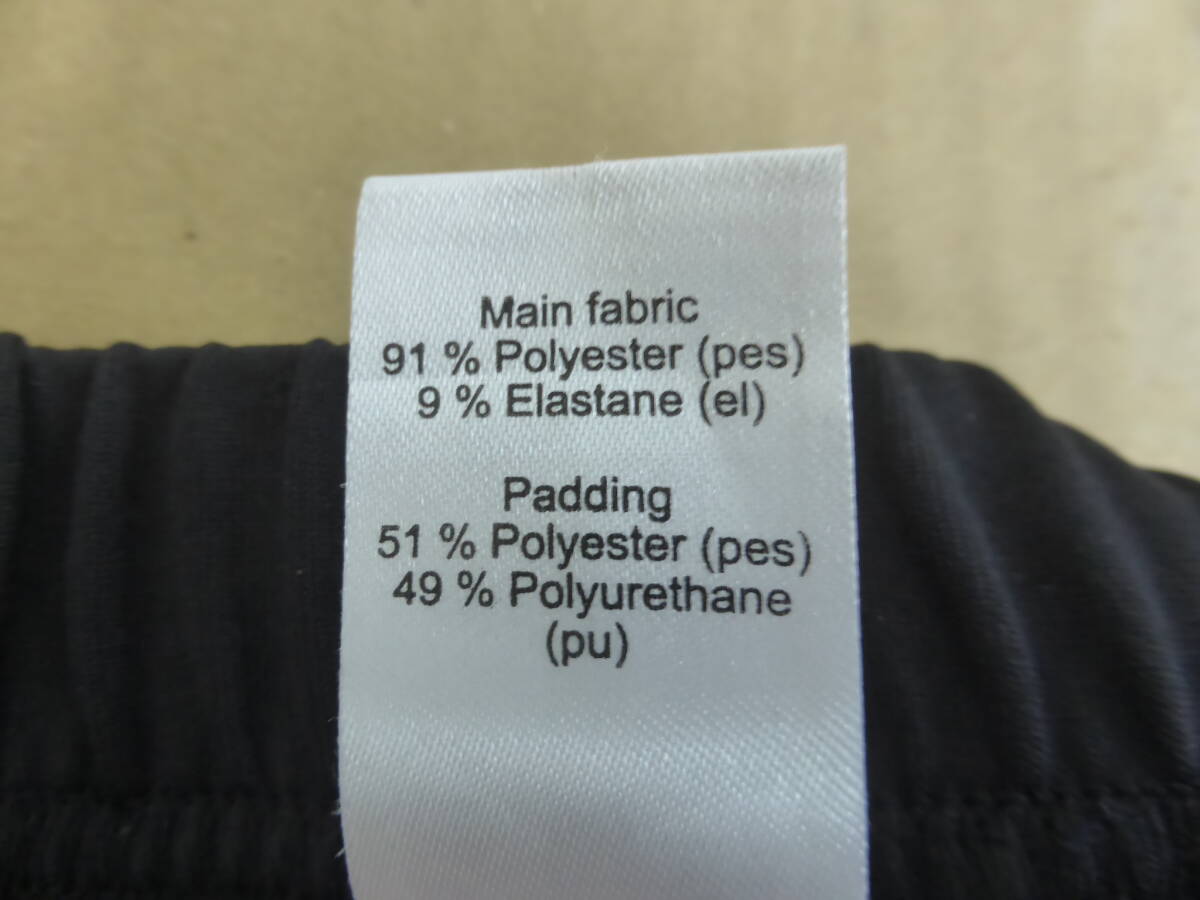 Main fabric
91 % Polyester (pes)
9 % Elastane (el)
Padding
51 % Polyester (pes)
49 % Polyurethane
(pu)